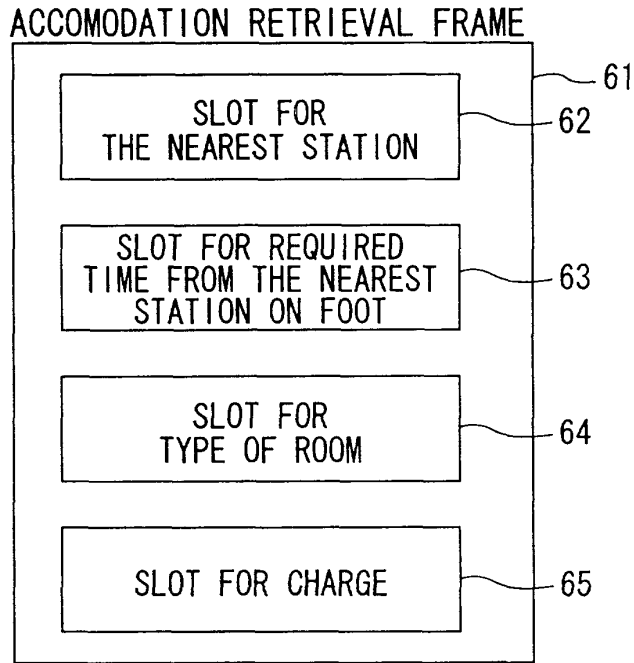 ACCOMODATION RETRIEVAL FRAME
61
SLOT FOR
THE NEAREST STATION
62
SLOT FOR REQUIRED
TIME FROM THE NEAREST
STATION ON FOOT
63
SLOT FOR
TYPE OF ROOM
64
SLOT FOR CHARGE
65